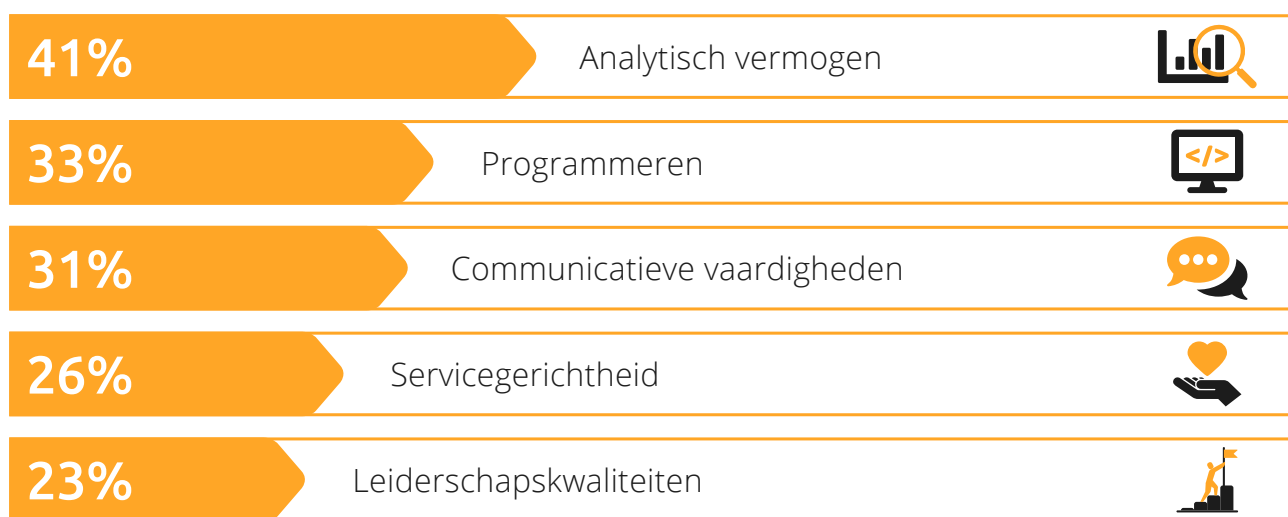 41% Analytisch vermogen
33% Programmeren
</>
31% Communicatieve vaardigheden
26% Servicegerichtheid
23% Leiderschapskwaliteiten